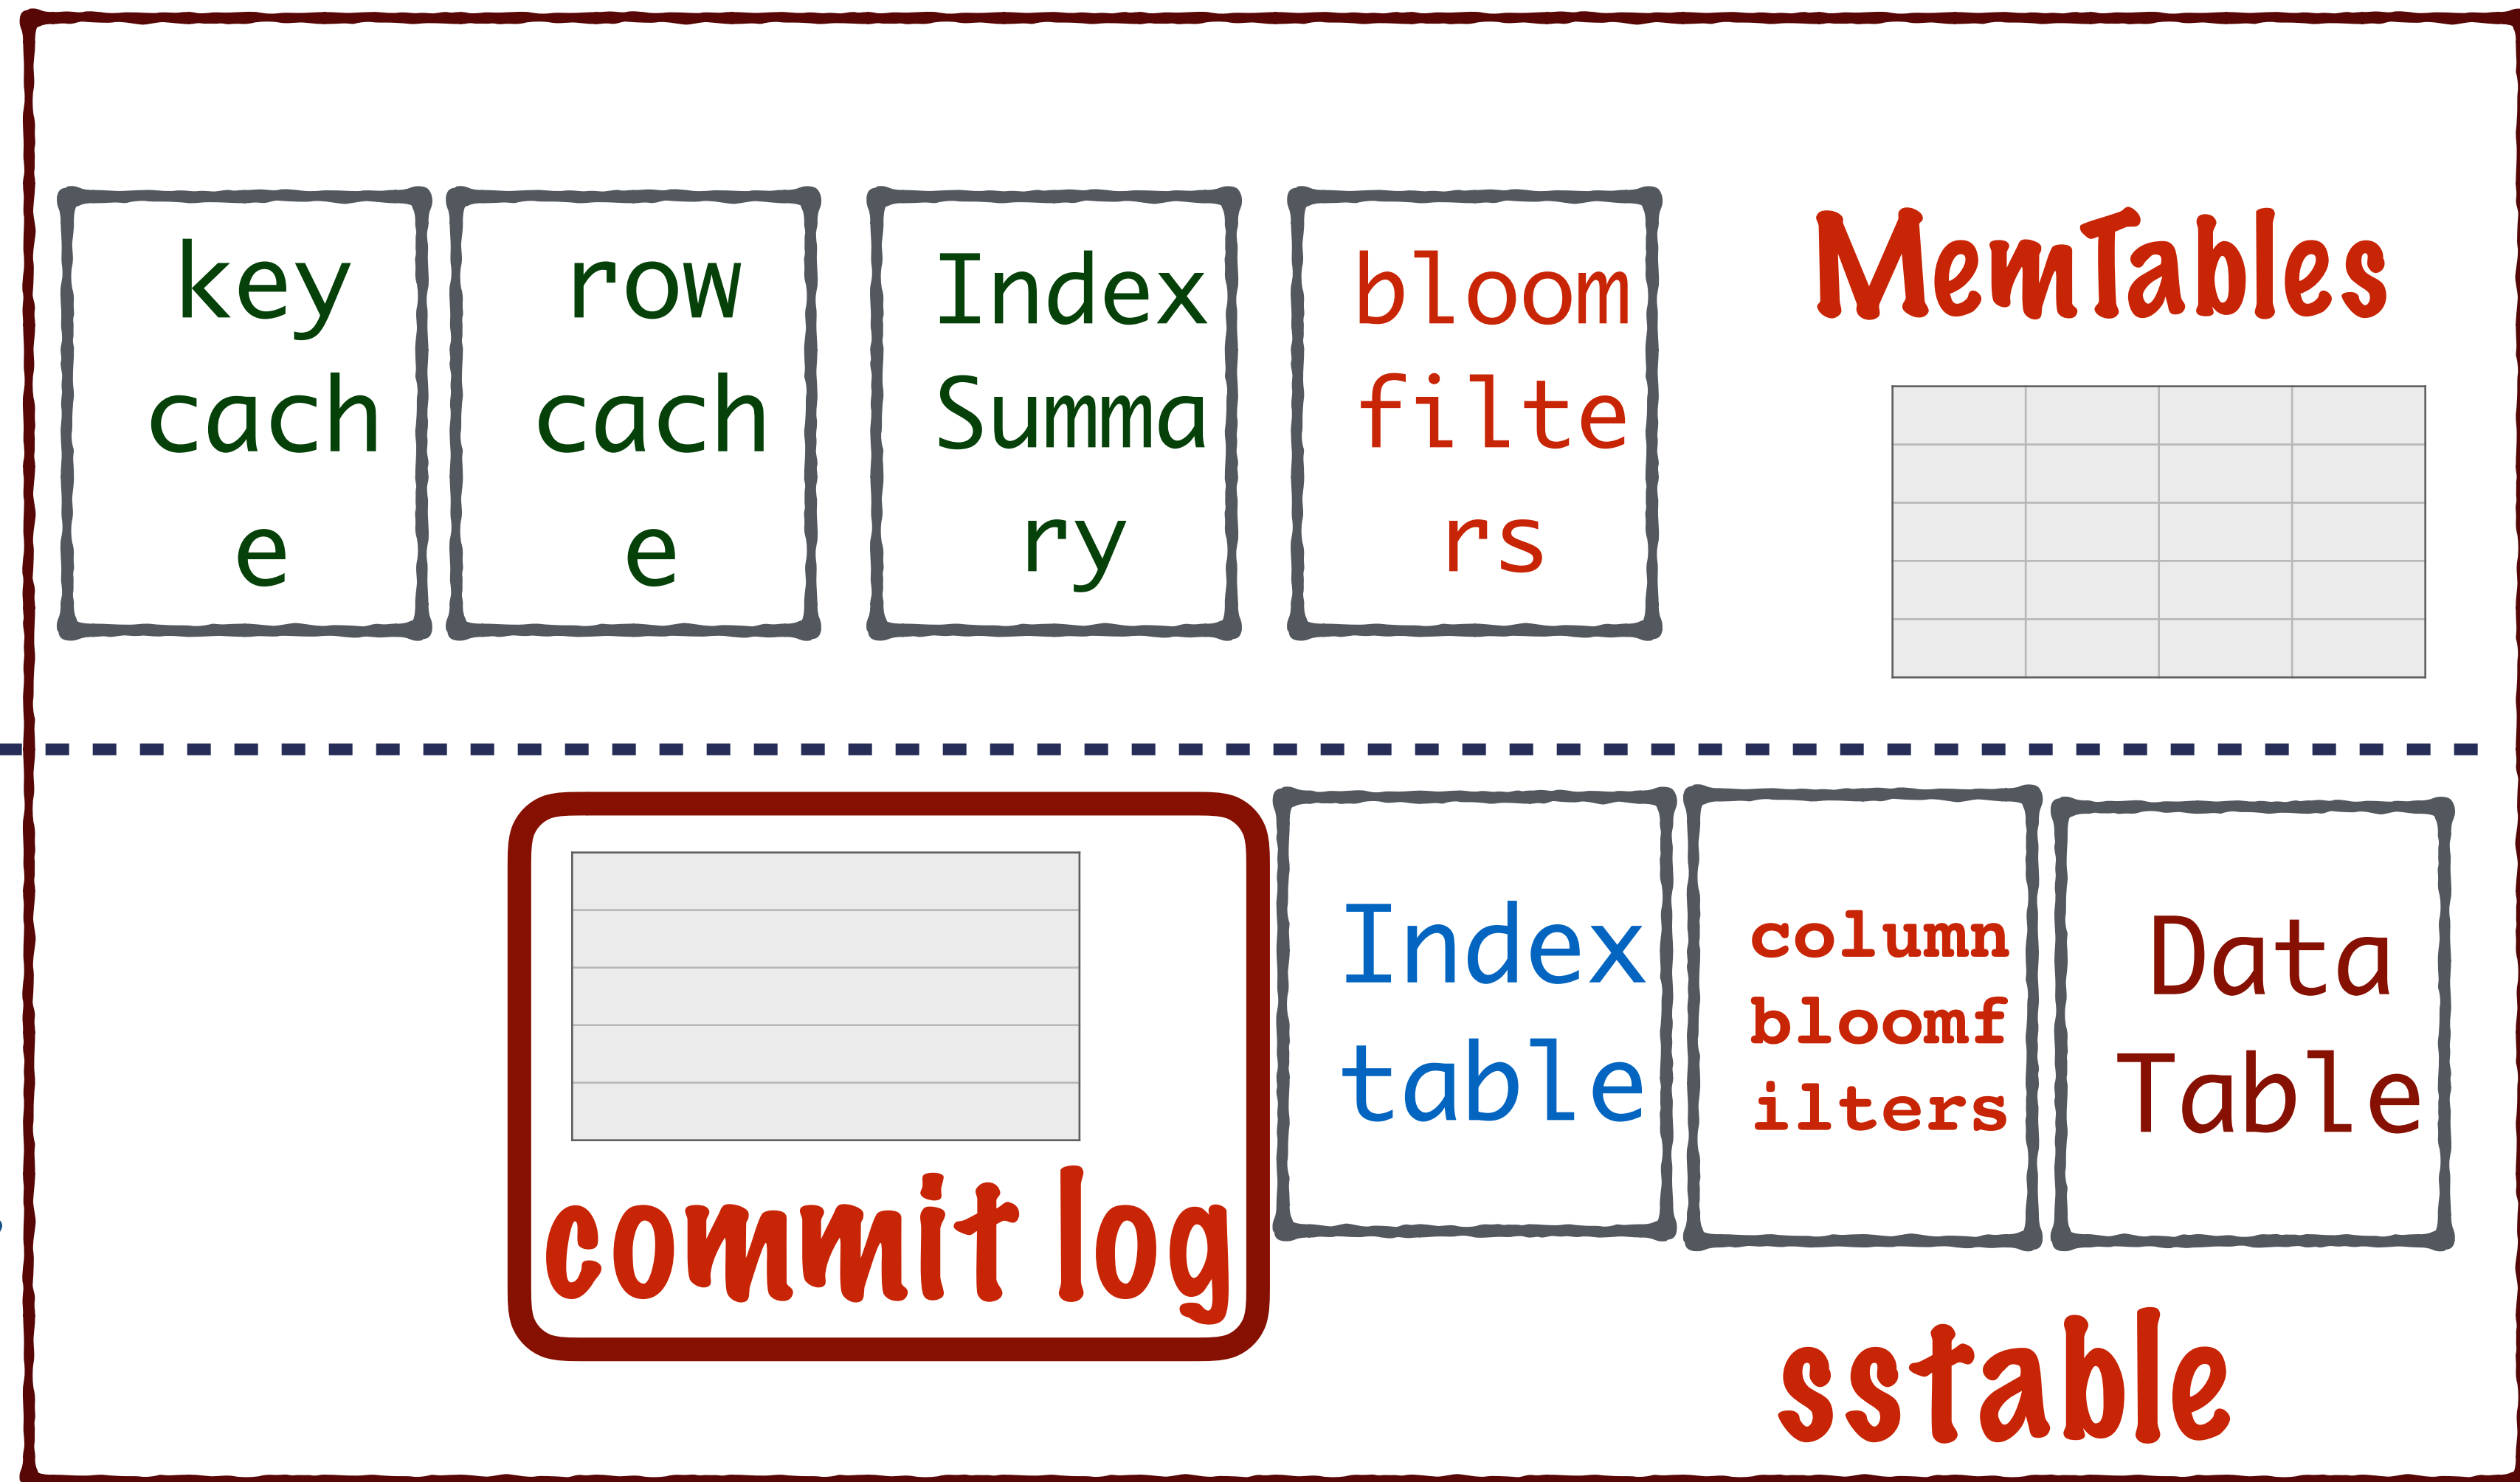 key
cach
e
row
cach
e
Index
Summa
ry
bloom
filte
rs
MemTables
commit log
Index
table
column
bloomf
ilters
Data
Table
sstable